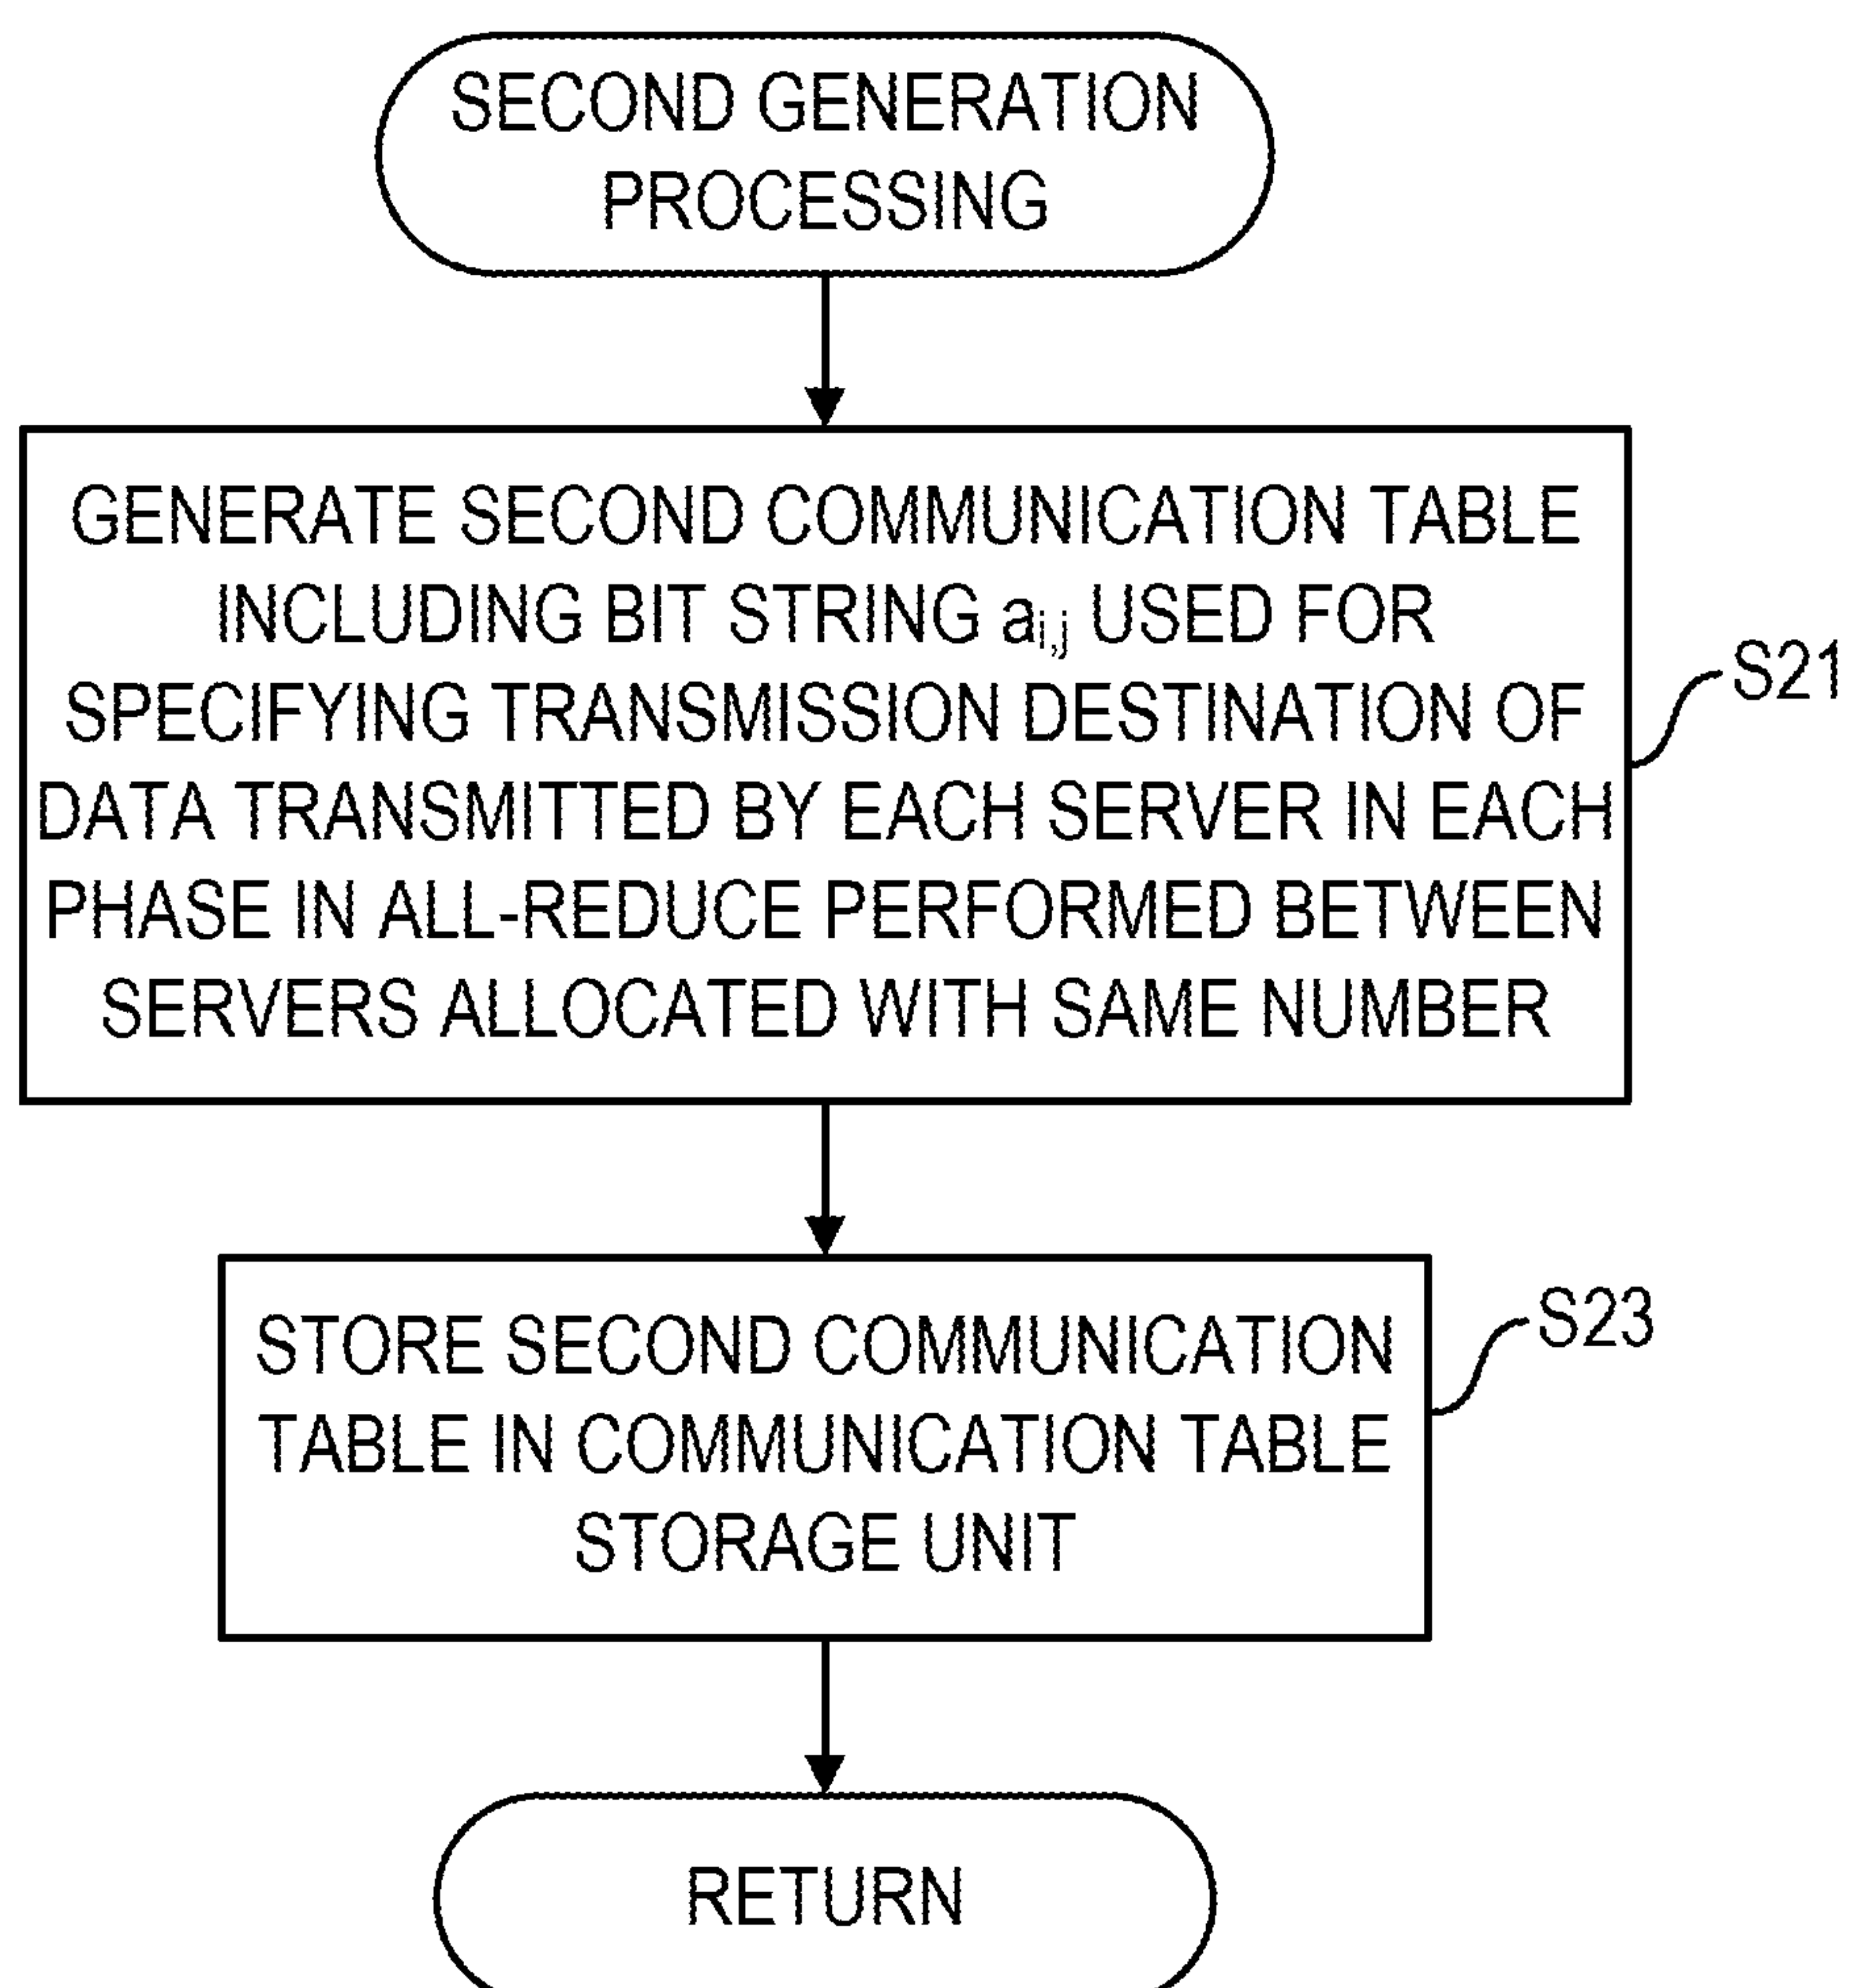 SECOND GENERATION
PROCESSING
GENERATE SECOND COMMUNICATION TABLE
INCLUDING BIT STRING a_{i,j} USED FOR
SPECIFYING TRANSMISSION DESTINATION OF
DATA TRANSMITTED BY EACH SERVER IN EACH
PHASE IN ALL-REDUCE PERFORMED BETWEEN
SERVERS ALLOCATED WITH SAME NUMBER
S21
STORE SECOND COMMUNICATION
TABLE IN COMMUNICATION TABLE
STORAGE UNIT
S23
RETURN